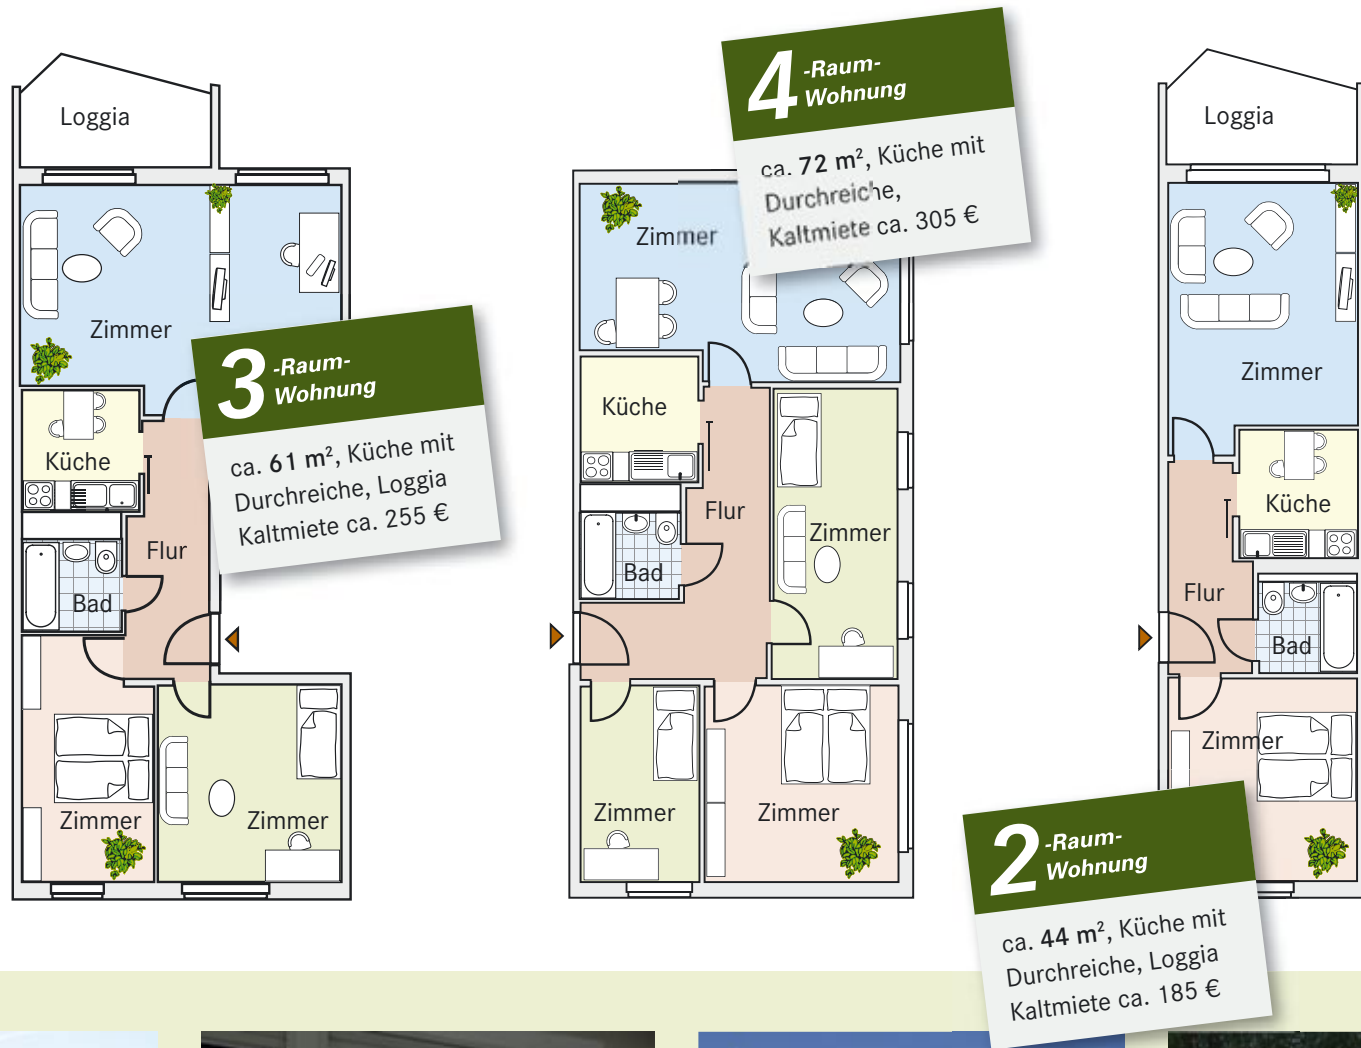 Loggia
Zimmer
Küche
Flur
Bad
Zimmer
Zimmer
3-Raum-
Wohnung
ca. 61 m², Küche mit
Durchreiche, Loggia
Kaltmiete ca. 255 €
4-Raum-
Wohnung
ca. 72 m², Küche mit
Durchreiche,
Kaltmiete ca. 305 €
Zimmer
Küche
Flur
Zimmer
Bad
Zimmer
Zimmer
Loggia
Zimmer
Küche
Flur
Bad
Zimmer
2-Raum-
Wohnung
ca. 44 m², Küche mit
Durchreiche, Loggia
Kaltmiete ca. 185 €